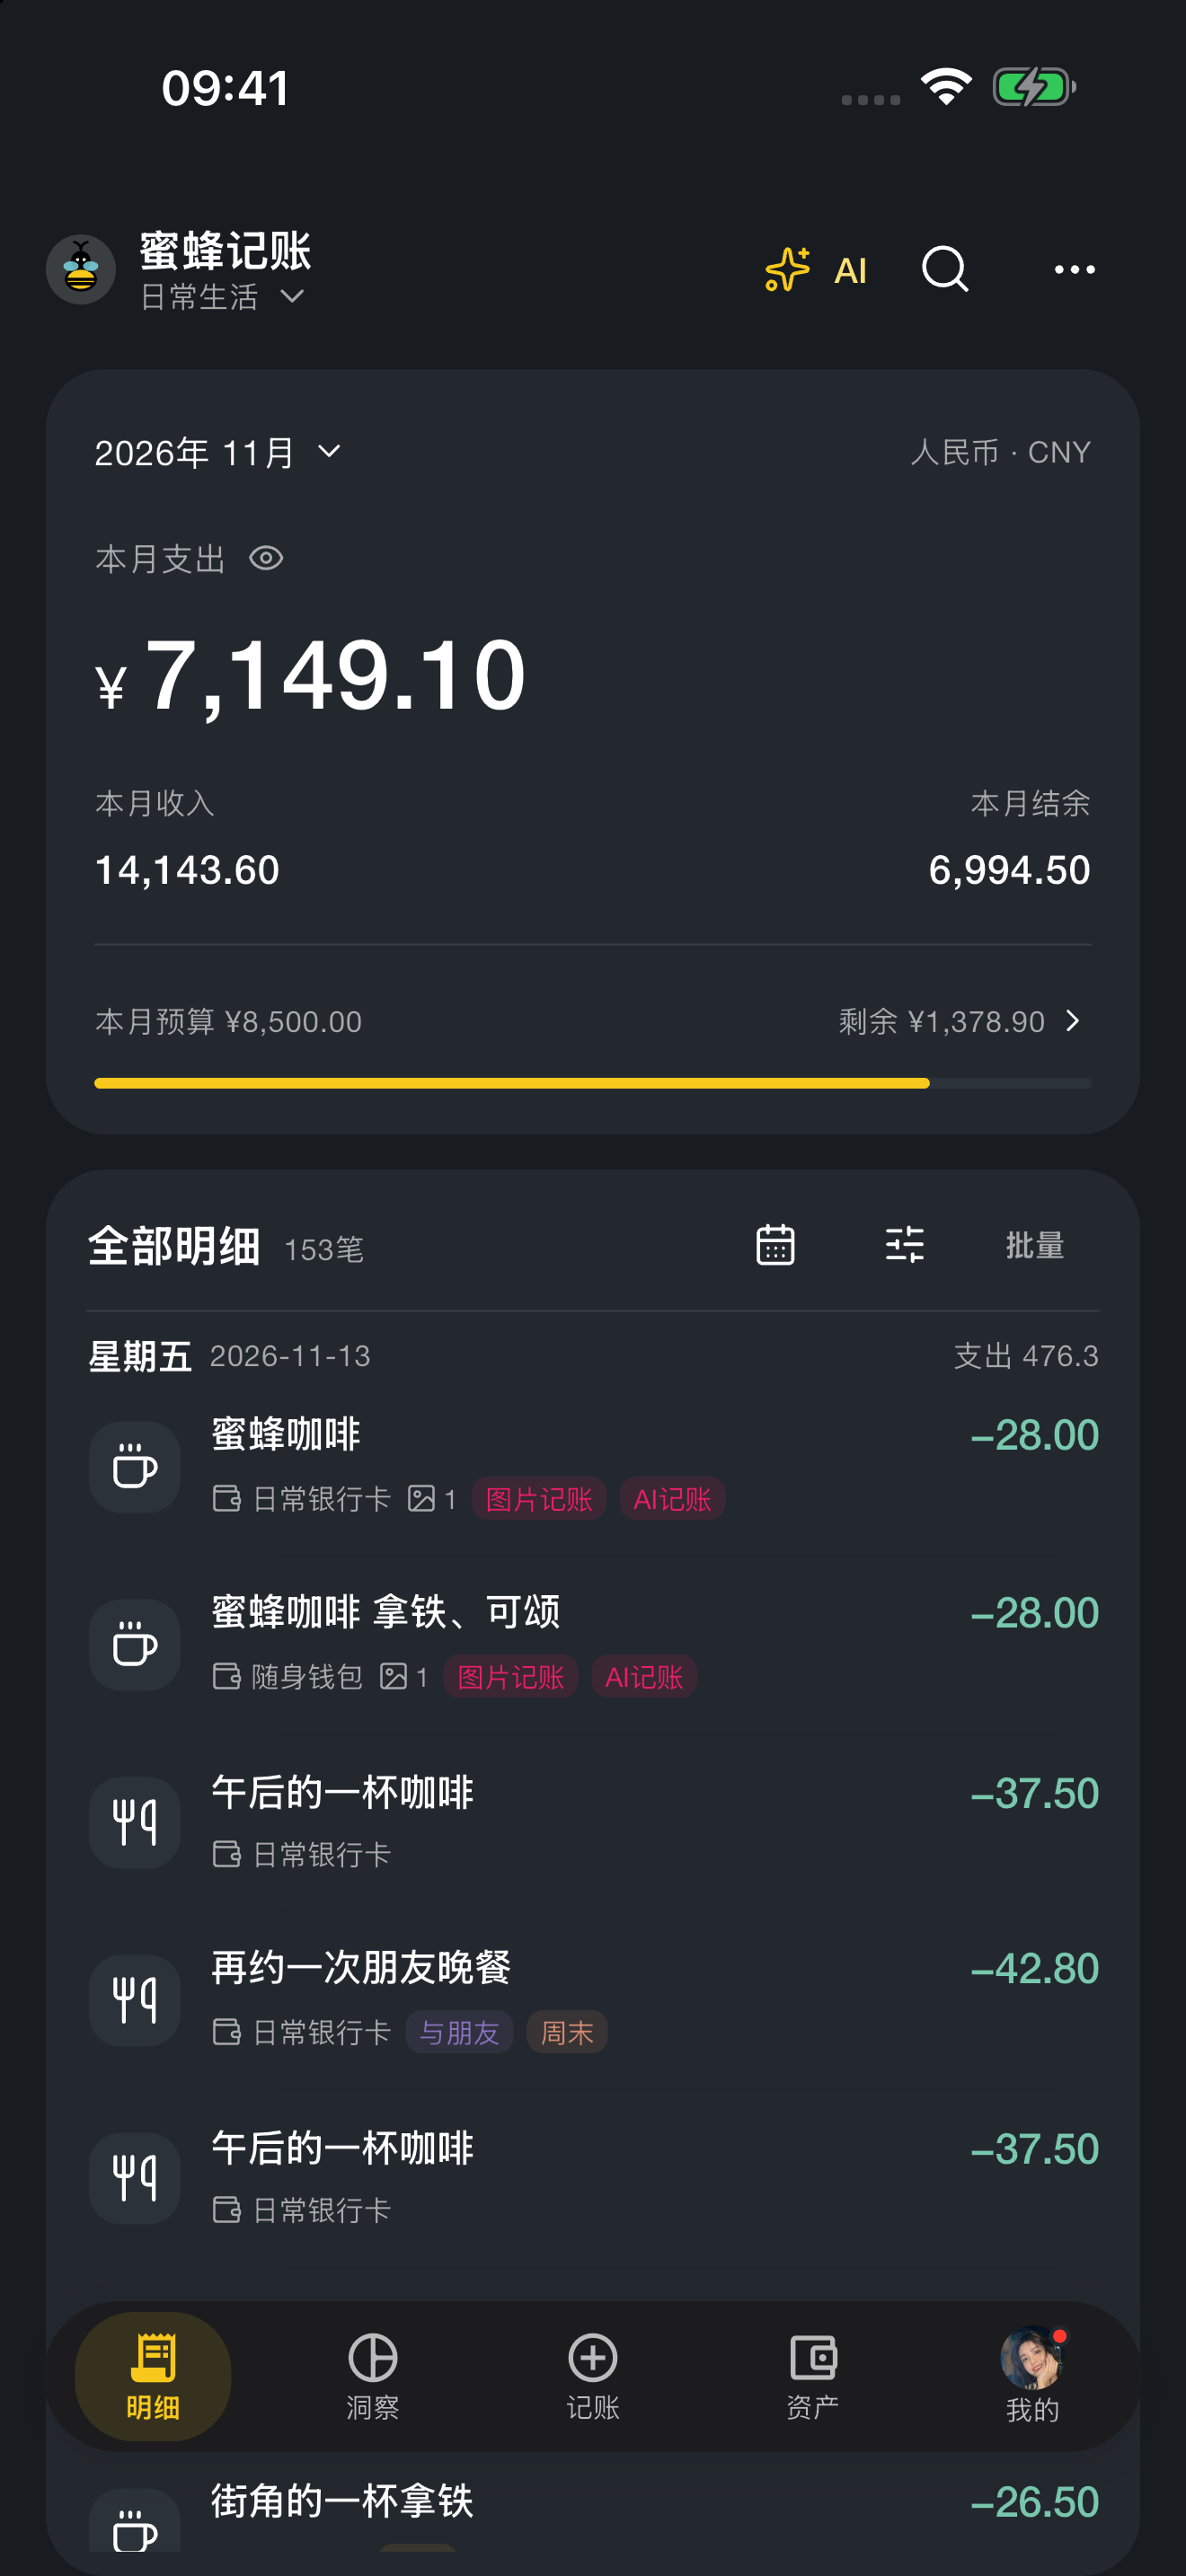 09:41
蜜蜂记账
日常生活
AI
2026年 11月
人民币 · CNY
本月支出
¥ 7,149.10
本月收入
本月结余
14,143.60
6,994.50
本月预算 ¥8,500.00
剩余 ¥1,378.90
全部明细 153笔
批量
星期五 2026-11-13
支出 476.3
蜜蜂咖啡
-28.00
日常银行卡 1 图片记账 AI记账
蜜蜂咖啡 拿铁、可颂
-28.00
随身钱包 1 图片记账 AI记账
午后的一杯咖啡
-37.50
日常银行卡
再约一次朋友晚餐
-42.80
日常银行卡 与朋友 周末
午后的一杯咖啡
-37.50
日常银行卡
明细
洞察
记账
资产
我的
街角的一杯拿铁
-26.50